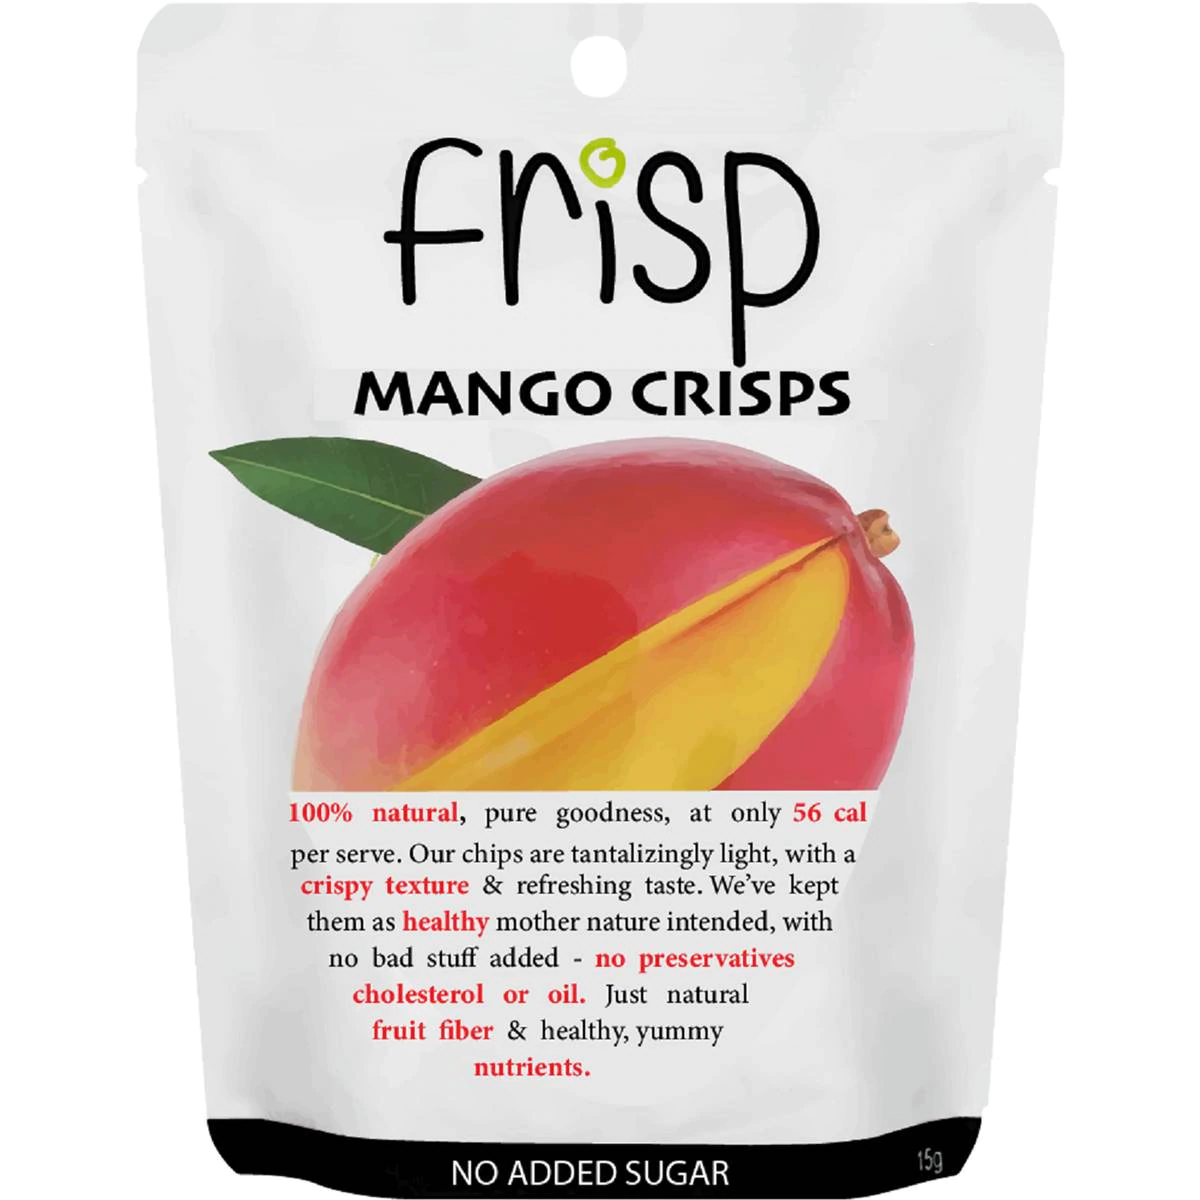 frisp
MANGO CRISPS
100% natural, pure goodness, at only 56 cal
per serve. Our chips are tantalizingly light, with a
crispy texture & refreshing taste. We've kept
them as healthy mother nature intended, with
no bad stuff added - no preservatives
cholesterol or oil. Just natural
fruit fiber & healthy, yummy
nutrients.
NO ADDED SUGAR
15g